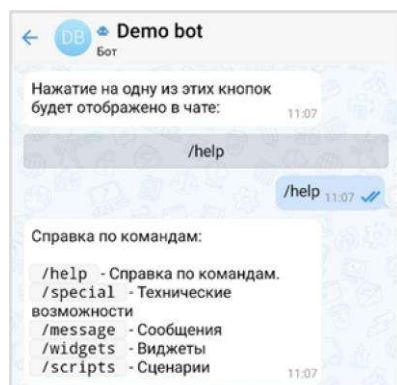 DB
Demo bot
Бот
Нажатие на одну из этих кнопок
будет отображено в чате:
11:07
/help
/help 11:07
Справка по командам:
/help - Справка по командам.
/special - Технические
возможности
/message - Сообщения
/widgets - Виджеты
/scripts - Сценарии
11:07